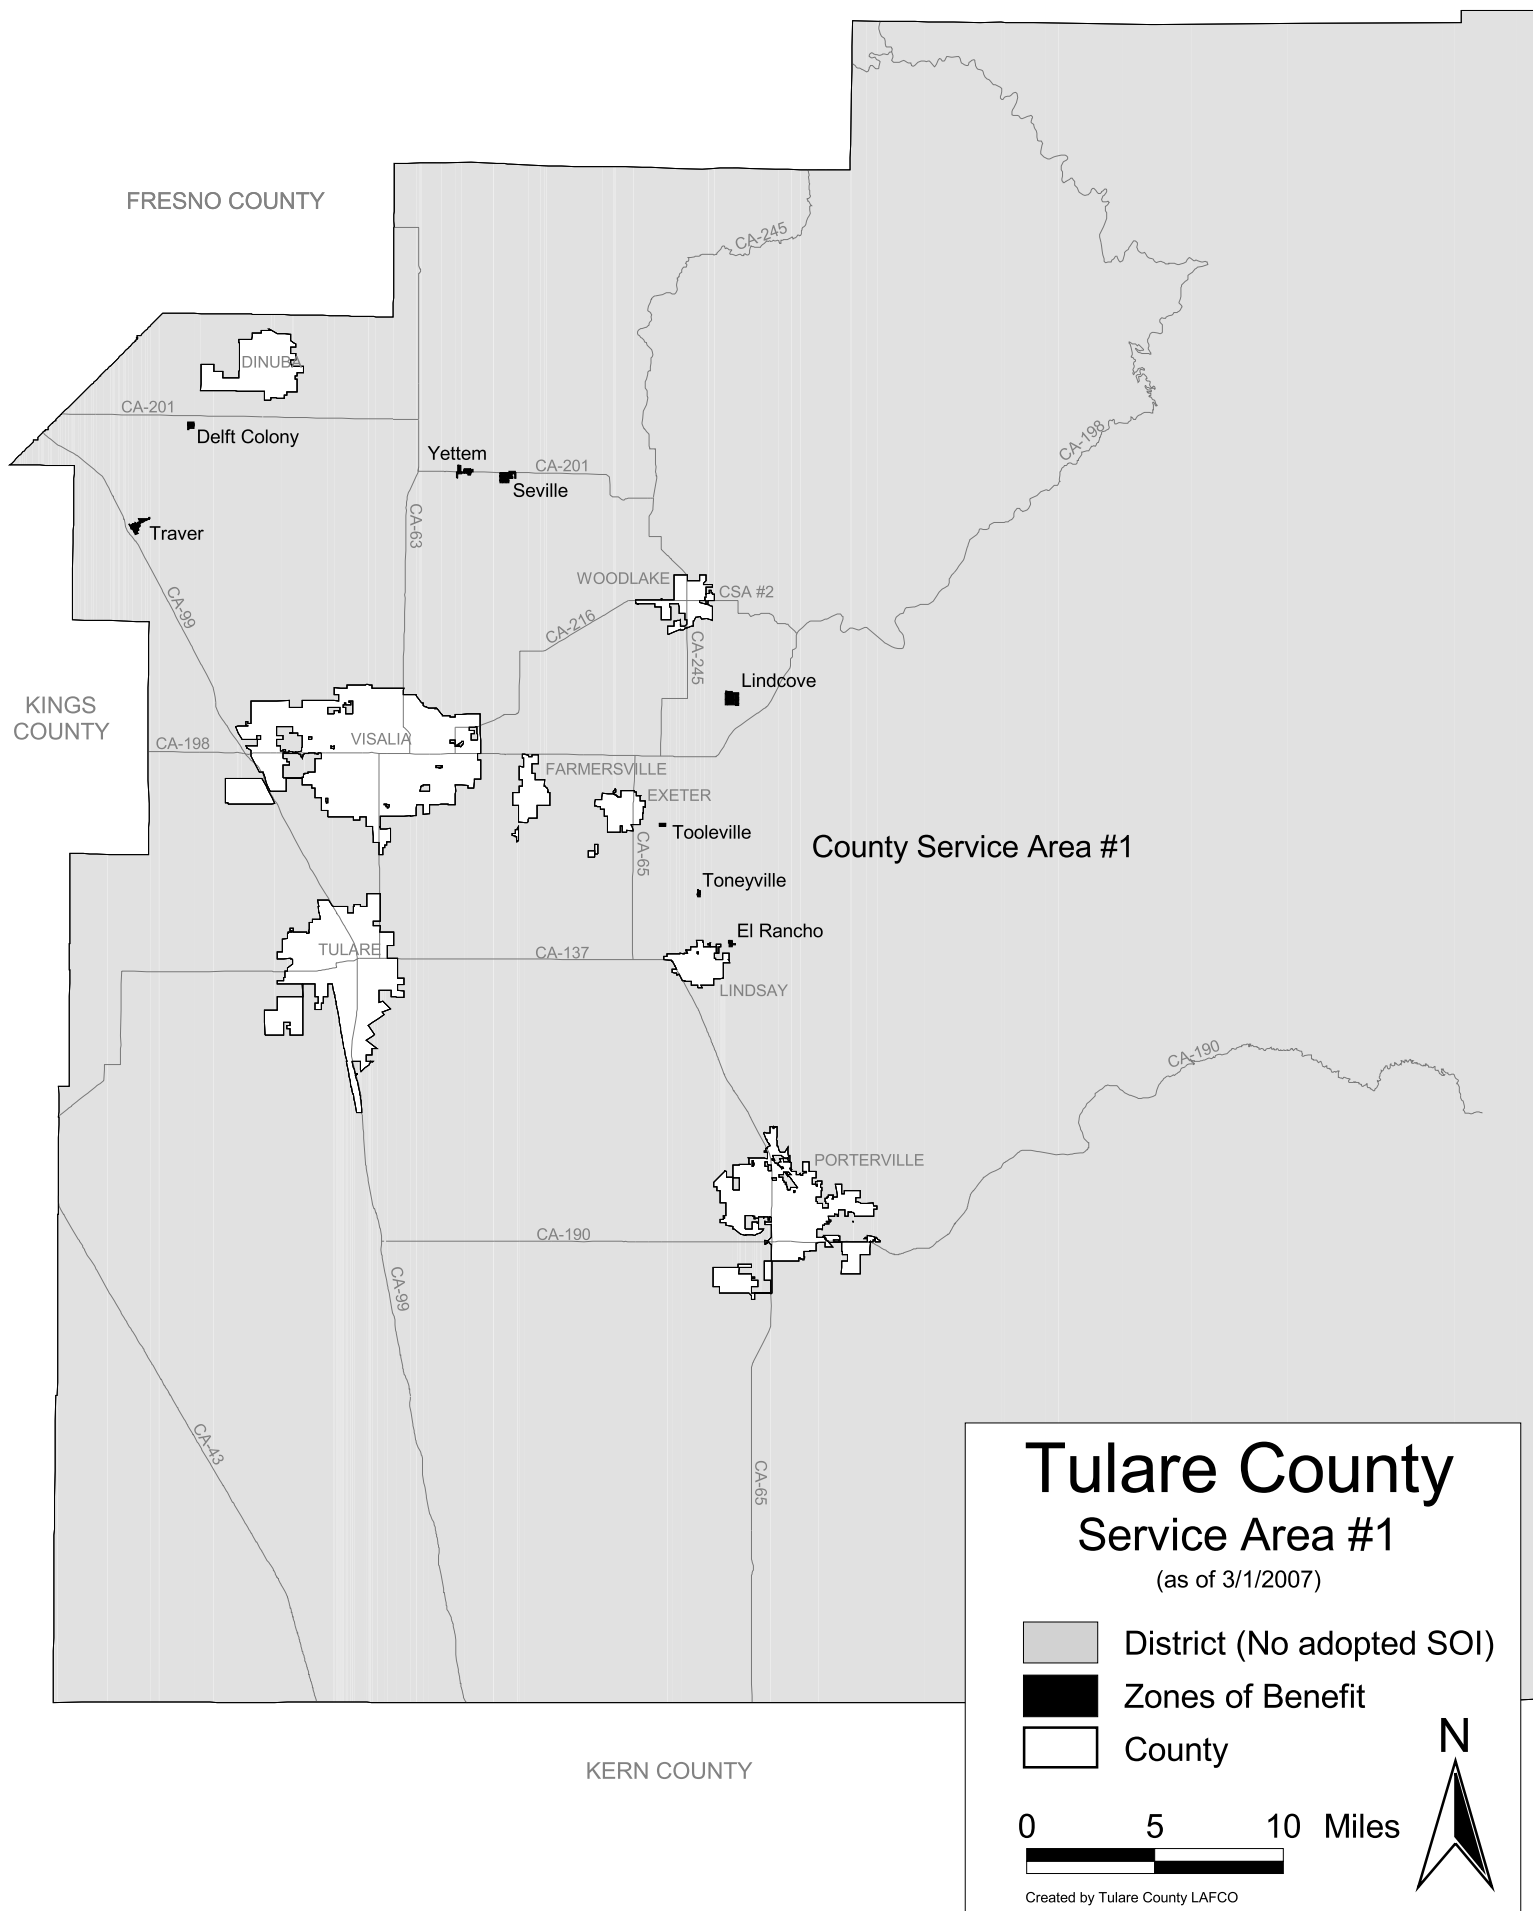 FRESNO COUNTY
CA-245
DINUBA
CA-201
Delft Colony
CA-198
Yettem
CA-201
Seville
CA-63
Traver
CA-99
WOODLAKE
CSA #2
CA-216
CA-245
Lindcove
KINGS
COUNTY
CA-198
VISALIA
FARMERSVILLE
EXETER
Tooleville
CA-65
County Service Area #1
Toneyville
El Rancho
TULARE
CA-137
LINDSAY
CA-190
PORTERVILLE
CA-190
CA-99
CA-43
CA-65
Tulare County
Service Area #1
(as of 3/1/2007)
District (No adopted SOI)
Zones of Benefit
County
N
0 5 10 Miles
Created by Tulare County LAFCO
KERN COUNTY